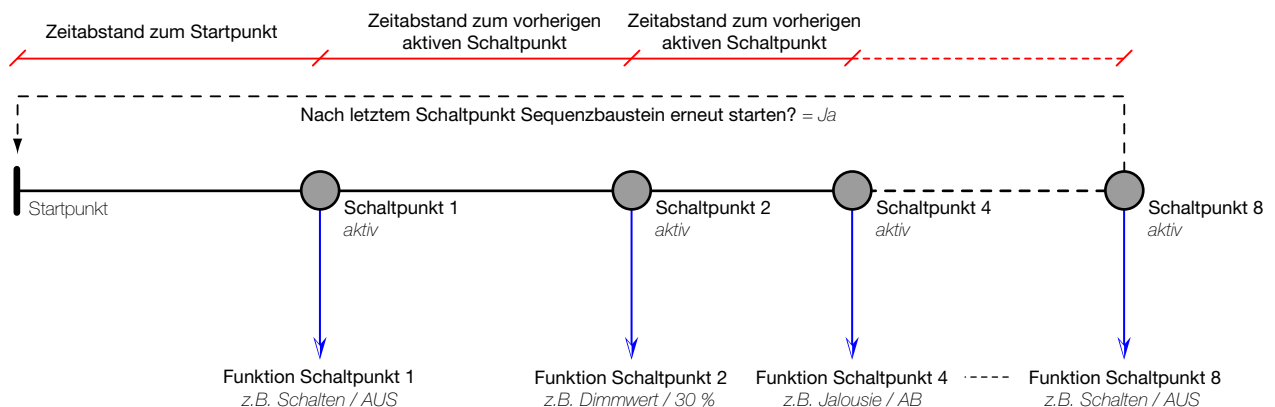 Zeitabstand zum Startpunkt
Zeitabstand zum vorherigen
aktiven Schaltpunkt
Zeitabstand zum vorherigen
aktiven Schaltpunkt
Nach letztem Schaltpunkt Sequenzbaustein erneut starten? = Ja
Startpunkt
Schaltpunkt 1
aktiv
Schaltpunkt 2
aktiv
Schaltpunkt 4
aktiv
Schaltpunkt 8
aktiv
Funktion Schaltpunkt 1
z.B. Schalten / AUS
Funktion Schaltpunkt 2
z.B. Dimmwert / 30 %
Funktion Schaltpunkt 4
z.B. Jalousie / AB
Funktion Schaltpunkt 8
z.B. Schalten / AUS